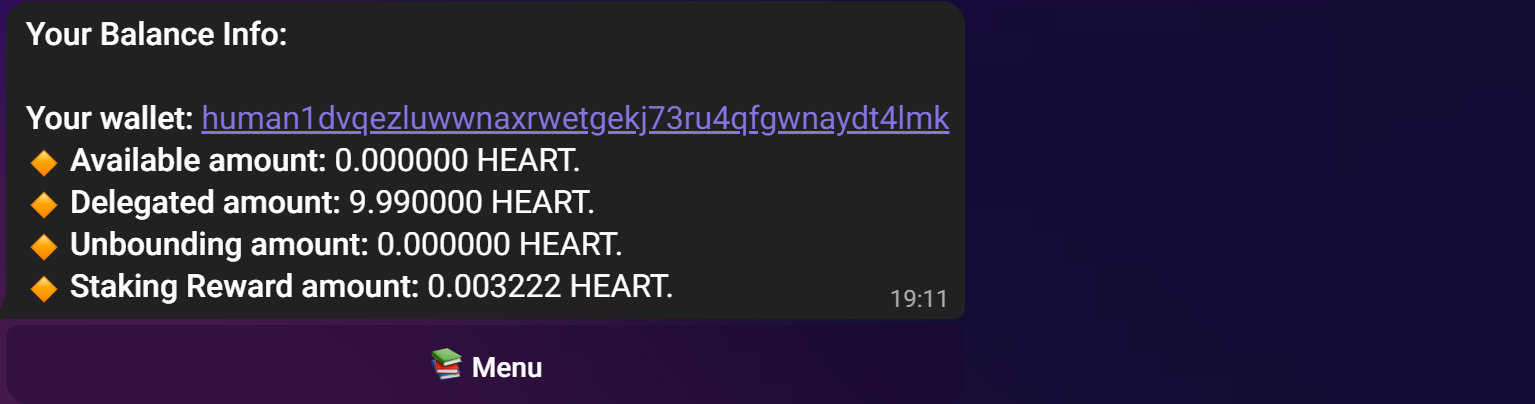 Your Balance Info:
Your wallet: human1dvqezluwwnaxrwetgekj73ru4qfgwnaydt4lmk
🔸 Available amount: 0.000000 HEART.
🔸 Delegated amount: 9.990000 HEART.
🔸 Unbounding amount: 0.000000 HEART.
🔸 Staking Reward amount: 0.003222 HEART.
19:11
📚 Menu